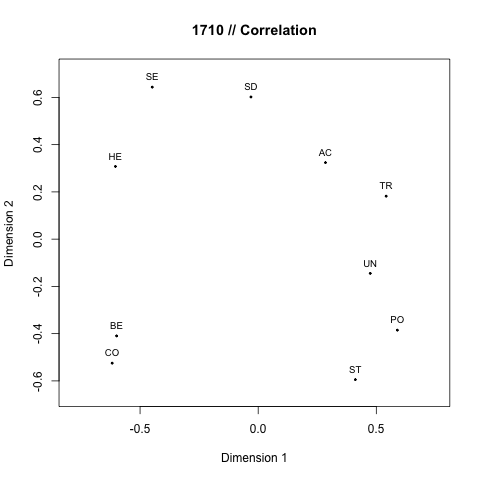 1710 // Correlation
SE
SD
HE
AC
TR
UN
BE
PO
CO
ST
0.6
0.4
0.2
0.0
-0.2
-0.4
-0.6
Dimension 2
-0.5
0.0
0.5
Dimension 1